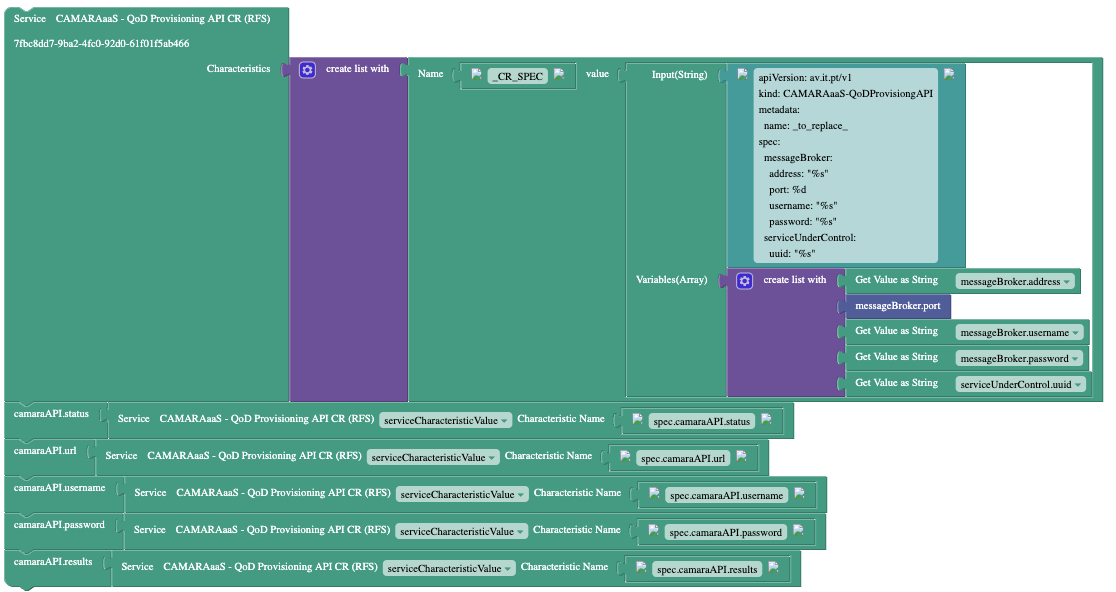 Service CAMARAaaS - QoD Provisioning API CR (RFS)
7fbc8dd7-9ba2-4fc0-92d0-61f01f5ab466
Characteristics create list with Name _CR_SPEC value Input(String)
apiVersion: av.it.pt/v1
kind: CAMARAaaS-QoDProvisiongAPI
metadata:
name: _to_replace_
spec:
messageBroker:
address: "%s"
port: %d
username: "%s"
password: "%s"
serviceUnderControl:
uuid: "%s"
Variables(Array) create list with Get Value as String messageBroker.address
messageBroker.port
Get Value as String messageBroker.username
Get Value as String messageBroker.password
Get Value as String serviceUnderControl.uuid
camaraAPI.status Service CAMARAaaS - QoD Provisioning API CR (RFS) serviceCharacteristicValue Characteristic Name spec.camaraAPI.status
camaraAPI.url Service CAMARAaaS - QoD Provisioning API CR (RFS) serviceCharacteristicValue Characteristic Name spec.camaraAPI.url
camaraAPI.username Service CAMARAaaS - QoD Provisioning API CR (RFS) serviceCharacteristicValue Characteristic Name spec.camaraAPI.username
camaraAPI.password Service CAMARAaaS - QoD Provisioning API CR (RFS) serviceCharacteristicValue Characteristic Name spec.camaraAPI.password
camaraAPI.results Service CAMARAaaS - QoD Provisioning API CR (RFS) serviceCharacteristicValue Characteristic Name spec.camaraAPI.results